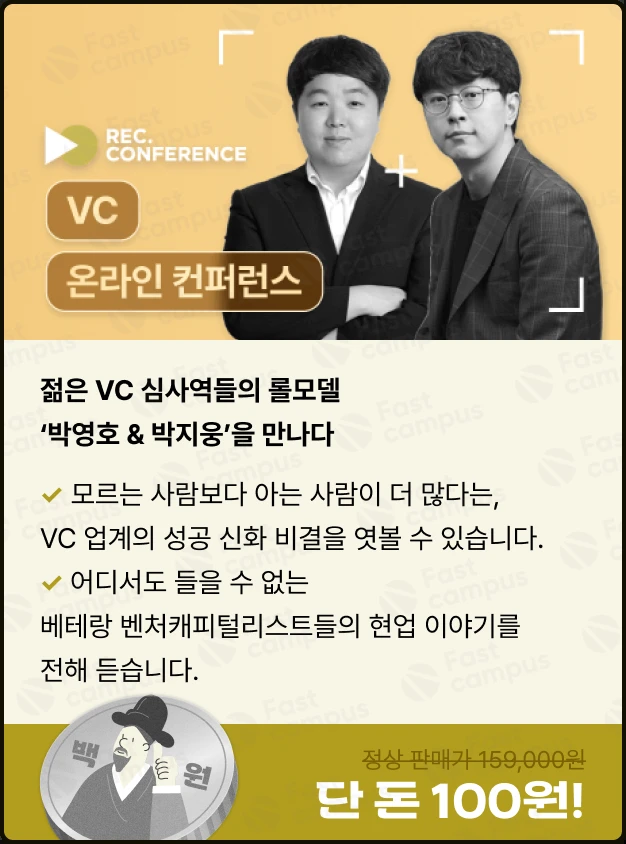 REC.
CONFERENCE
VC
온라인 컨퍼런스
젊은 VC 심사역들의 롤모델
‘박영호 & 박지웅’을 만나다
✓ 모르는 사람보다 아는 사람이 더 많다는,
VC 업계의 성공 신화 비결을 엿볼 수 있습니다.
✓ 어디서도 들을 수 없는
베테랑 벤처캐피털리스트들의 현업 이야기를
전해 듣습니다.
백 원
정상 판매가 159,000원
단 돈 100원!
Fast
campus